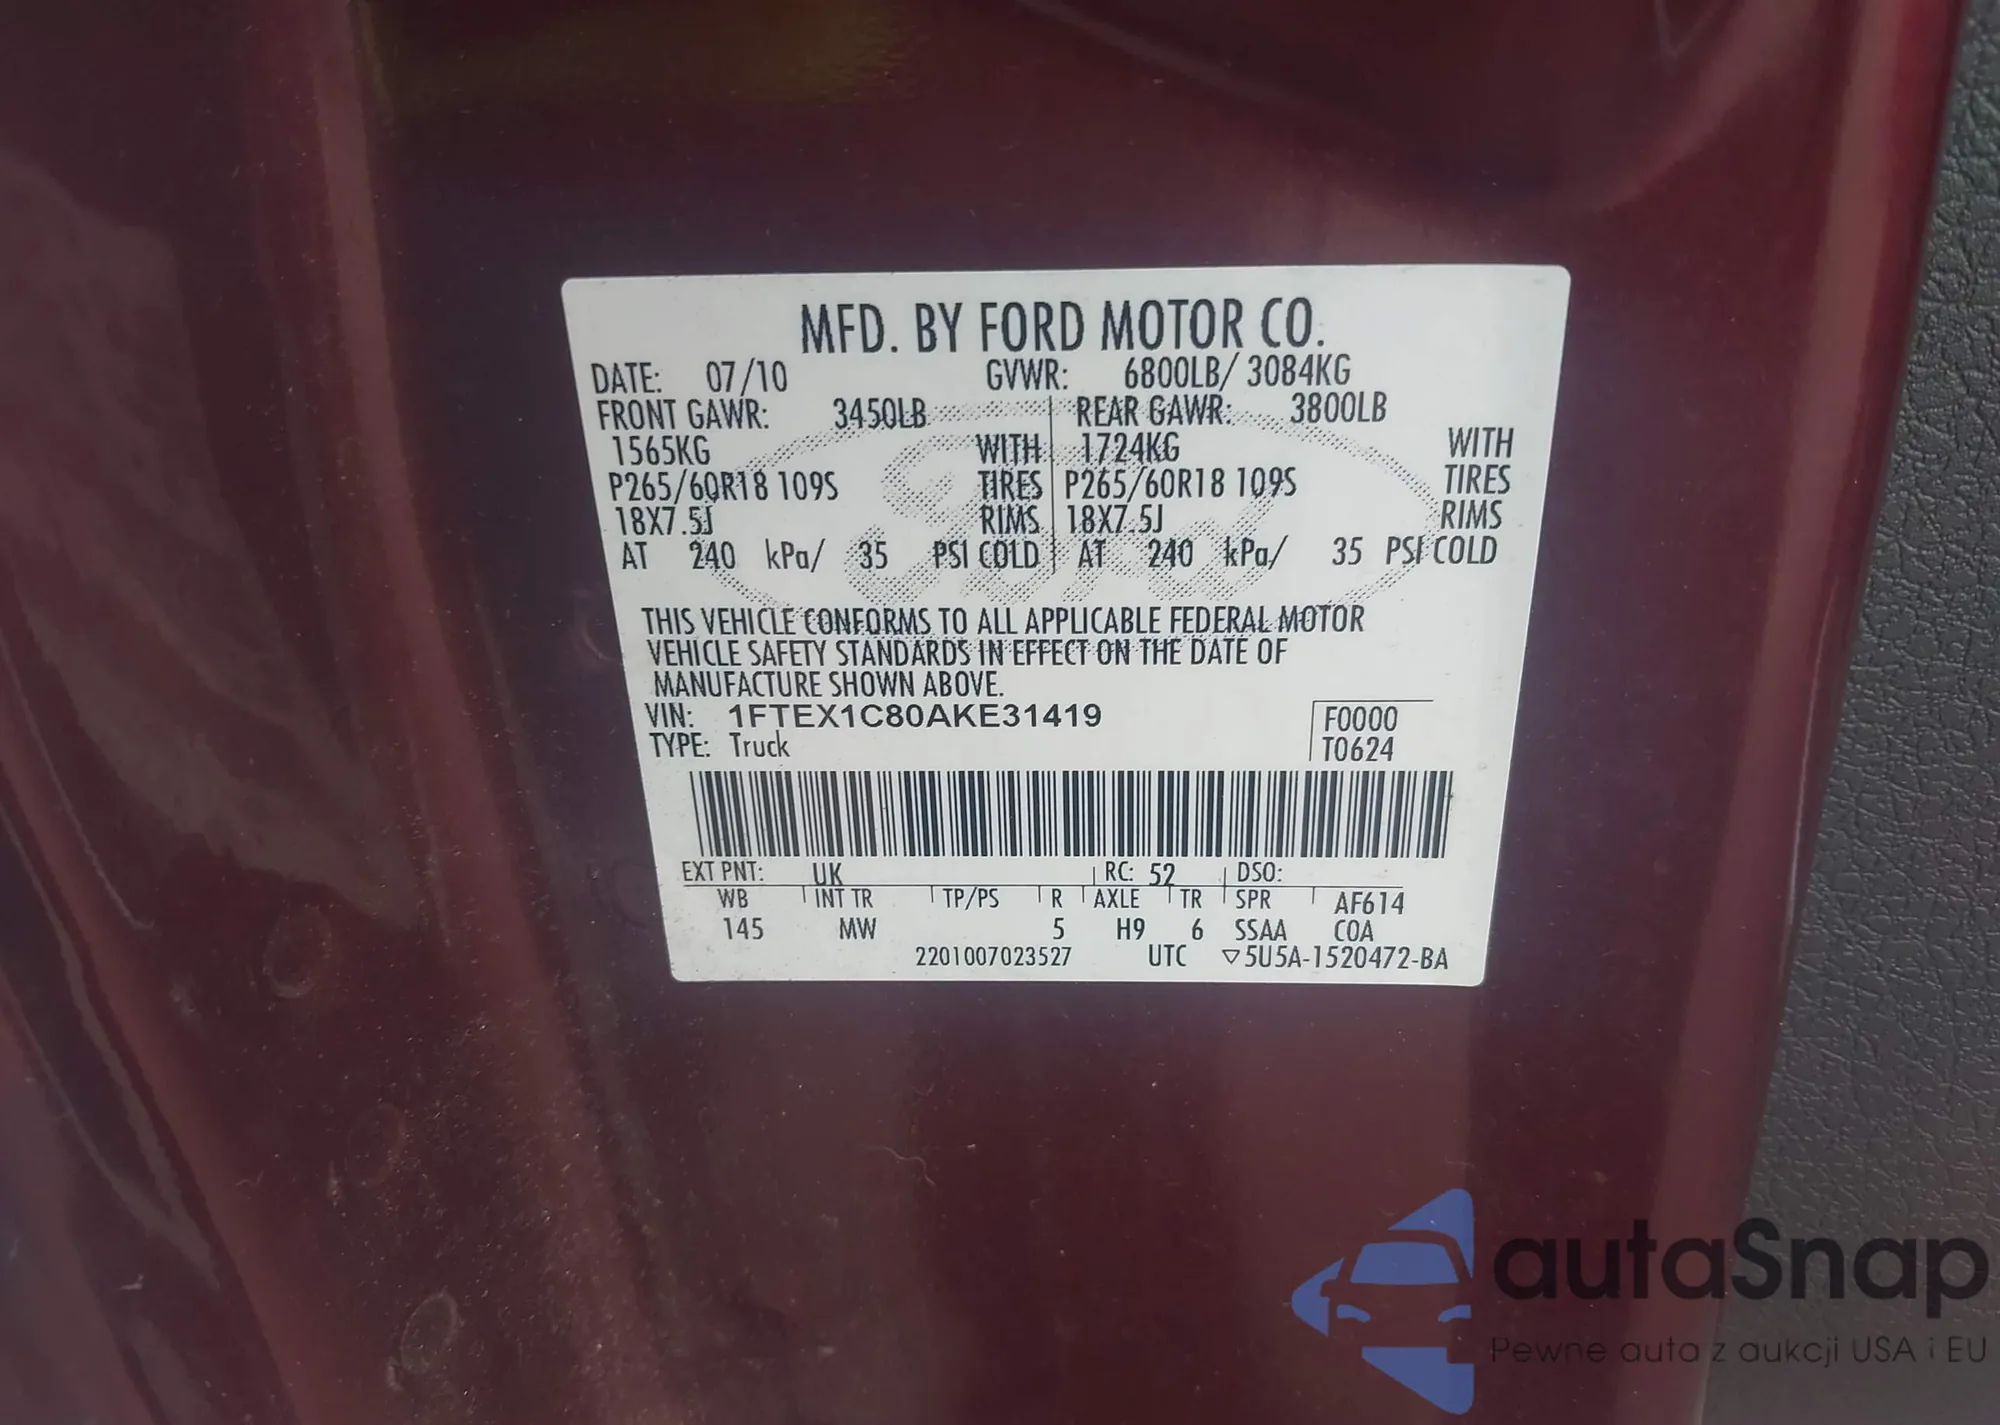 MFD. BY FORD MOTOR CO.
DATE: 07/10 GVWR: 6800LB/ 3084KG
FRONT GAWR: 3450LB REAR GAWR: 3800LB
1565KG WITH 1724KG WITH
P265/60R18 109S TIRES P265/60R18 109S TIRES
18X7.5J RIMS 18X7.5J RIMS
AT 240 kPa/ 35 PSI COLD AT 240 kPa/ 35 PSI COLD
Ford
THIS VEHICLE CONFORMS TO ALL APPLICABLE FEDERAL MOTOR
VEHICLE SAFETY STANDARDS IN EFFECT ON THE DATE OF
MANUFACTURE SHOWN ABOVE.
VIN: 1FTEX1C80AKE31419 F0000
TYPE: Truck T0624
EXT PNT: UK RC: 52 DSO:
WB INT TR TP/PS R AXLE TR SPR AF614
145 MW 5 H9 6 SSAA COA
2201007023527 UTC ▽5U5A-1520472-BA
autaSnap
Pewne auta z aukcji USA i EU